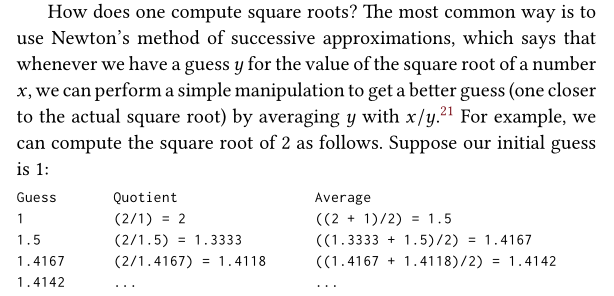 How does one compute square roots? The most common way is to
use Newton’s method of successive approximations, which says that
whenever we have a guess y for the value of the square root of a number
x, we can perform a simple manipulation to get a better guess (one closer
to the actual square root) by averaging y with x/y.21 For example, we
can compute the square root of 2 as follows. Suppose our initial guess
is 1:
Guess Quotient Average
1 (2/1) = 2 ((2 + 1)/2) = 1.5
1.5 (2/1.5) = 1.3333 ((1.3333 + 1.5)/2) = 1.4167
1.4167 (2/1.4167) = 1.4118 ((1.4167 + 1.4118)/2) = 1.4142
1.4142 ... ...